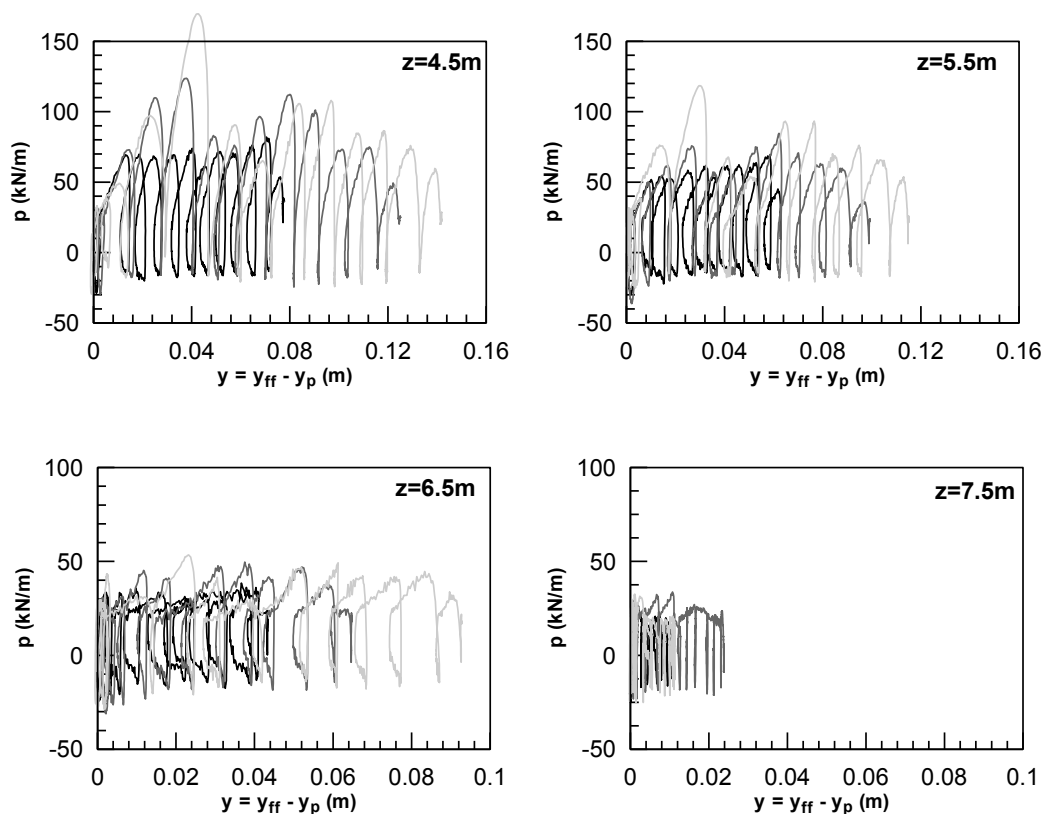 150
100
50
0
-50
p (kN/m)
z=4.5m
0 0.04 0.08 0.12 0.16
y = yff - yp (m)
150
100
50
0
-50
p (kN/m)
z=5.5m
0 0.04 0.08 0.12 0.16
y = yff - yp (m)
100
50
0
-50
p (kN/m)
z=6.5m
0 0.02 0.04 0.06 0.08 0.1
y = yff - yp (m)
100
50
0
-50
p (kN/m)
z=7.5m
0 0.02 0.04 0.06 0.08 0.1
y = yff - yp (m)